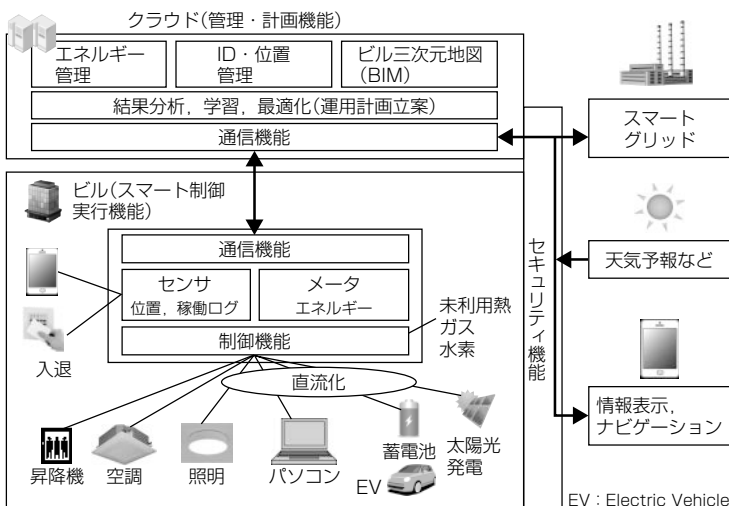 クラウド(管理・計画機能)
エネルギー
管理
ID・位置
管理
ビル三次元地図
(BIM)
結果分析，学習，最適化(運用計画立案)
通信機能
スマート
グリッド
ビル(スマート制御
実行機能)
通信機能
センサ
位置，稼働ログ
メータ
エネルギー
制御機能
入退
未利用熱
ガス
水素
セキュリティ機能
天気予報など
直流化
情報表示，
ナビゲーション
昇降機
空調
照明
パソコン
蓄電池
EV
太陽光
発電
EV：Electric Vehicle